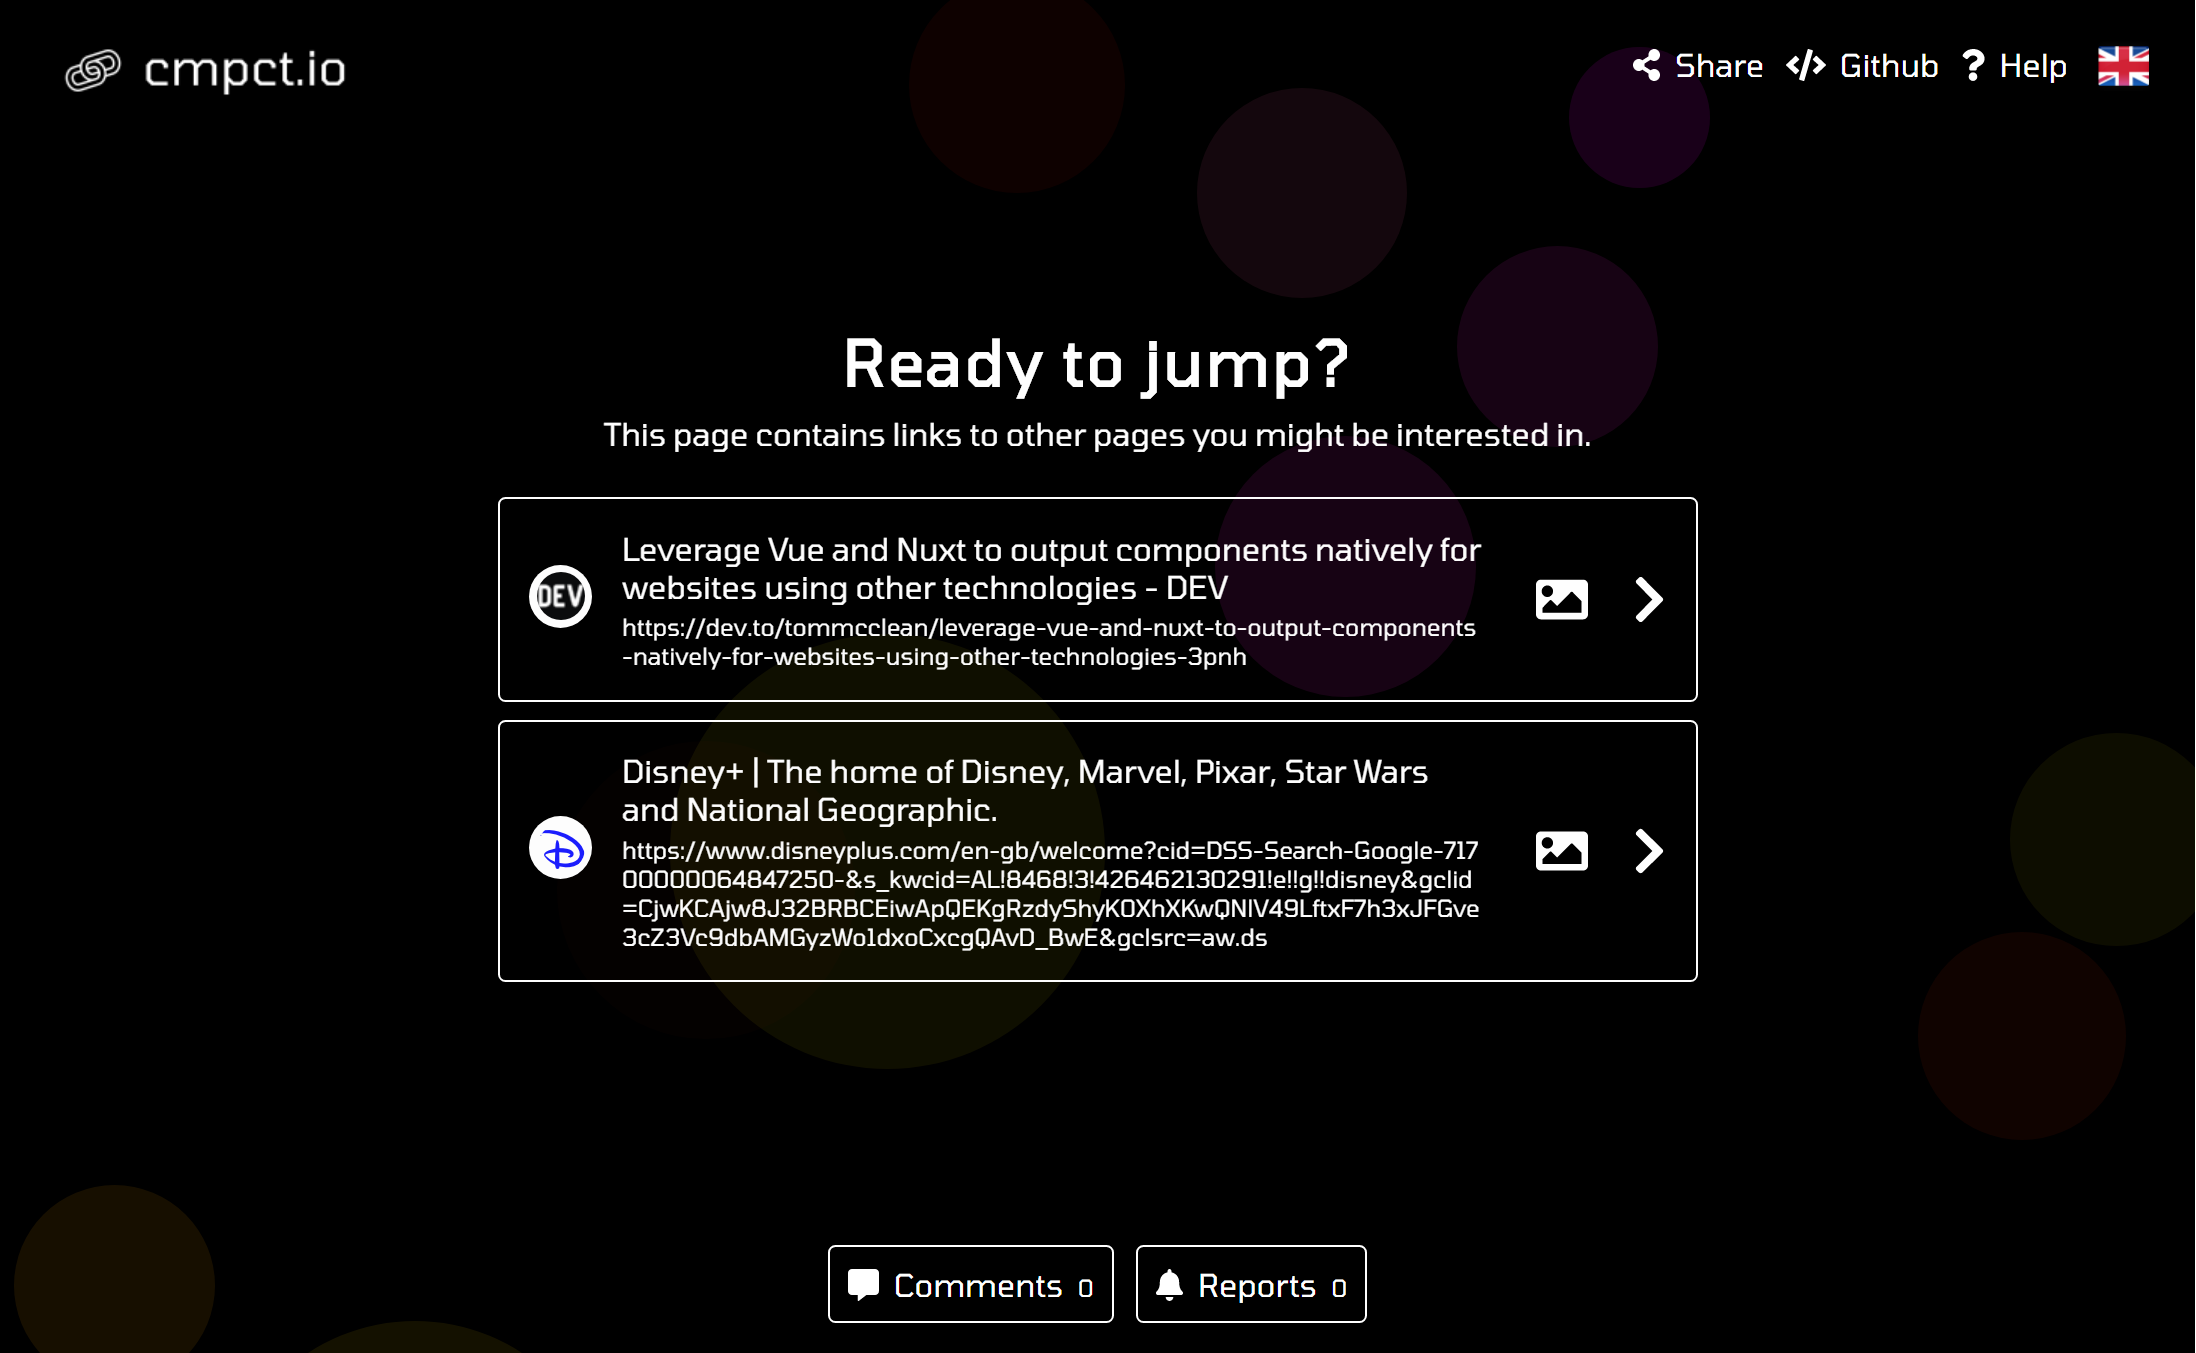 cmpct.io
Share Github Help
Ready to jump?
This page contains links to other pages you might be interested in.
DEV
Leverage Vue and Nuxt to output components natively for
websites using other technologies - DEV
https://dev.to/tommcclean/leverage-vue-and-nuxt-to-output-components
-natively-for-websites-using-other-technologies-3pnh
Disney+ | The home of Disney, Marvel, Pixar, Star Wars
and National Geographic.
https://www.disneyplus.com/en-gb/welcome?cid=DSS-Search-Google-717
00000064847250-&s_kwcid=AL!8468!3!426462130291!e!!g!!disney&gclid
=CjwKCAjw8J32BRBCEiwApQEKgRzdyShyK0XhXKwQNIV49LftxF7h3xJFGve
3cZ3Vc9dbAMGyzWo1dxoCxcgQAvD_BwE&gclsrc=aw.ds
Comments 0
Reports 0